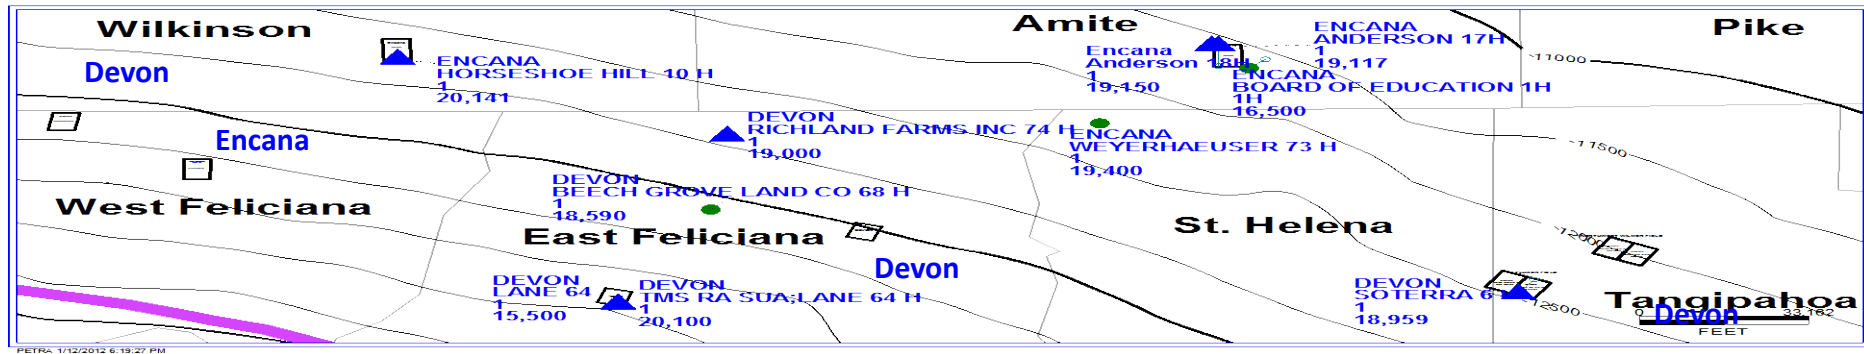 Wilkinson
Amite
Pike
Devon
ENCANA
HORSESHOE HILL 10 H
1
20,141
Encana
Anderson 18H
1
19,150
ENCANA
ANDERSON 17H
1
19,117
ENCANA
BOARD OF EDUCATION 1H
1H
16,500
-11000
Encana
DEVON
RICHLAND FARMS INC 74 H
1
19,000
ENCANA
WEYERHAEUSER 73 H
1
19,400
-11500
West Feliciana
DEVON
BEECH GROVE LAND CO 68 H
1
18,590
East Feliciana
St. Helena
Devon
-12000
DEVON
LANE 64
1
15,500
DEVON
TMS RA SUA;LANE 64 H
1
20,100
DEVON
SOTERRA 6
1
18,959
-12500
Tangipahoa
Devon
0
33,162
FEET
PETRA 1/12/2012 6:19:27 PM